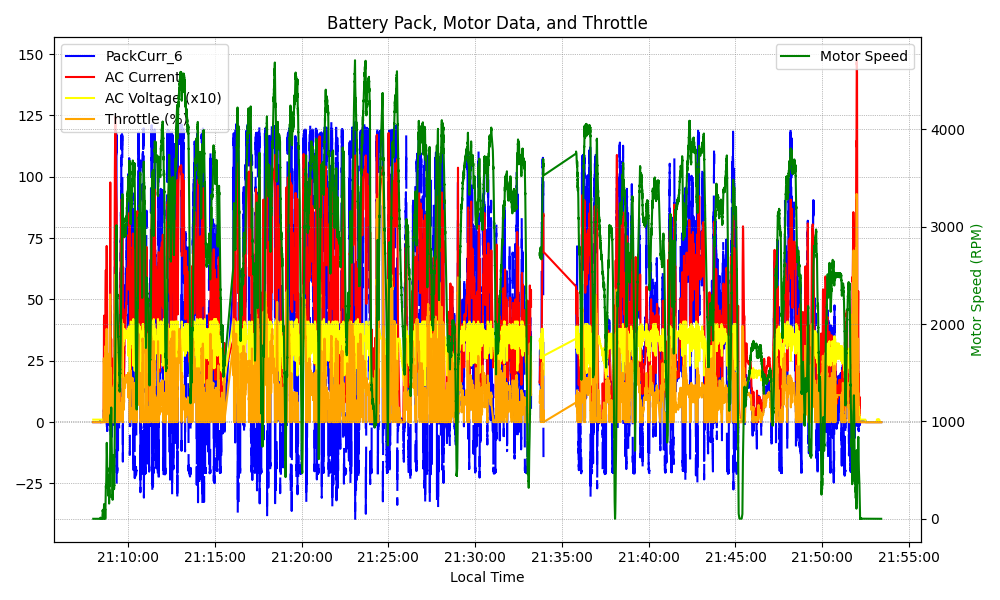 Battery Pack, Motor Data, and Throttle
PackCurr_6
AC Current
AC Voltage (x10)
Throttle (%)
Motor Speed
150
125
100
75
50
25
0
−25
4000
3000
2000
1000
0
Motor Speed (RPM)
21:10:00 21:15:00 21:20:00 21:25:00 21:30:00 21:35:00 21:40:00 21:45:00 21:50:00 21:55:00
Local Time